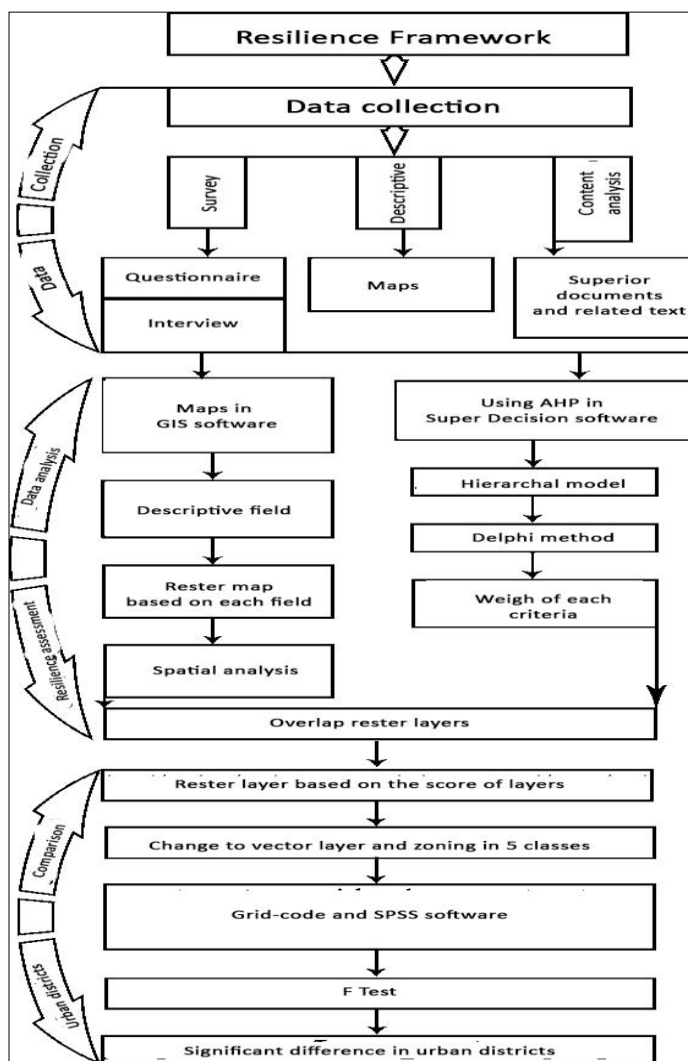 Resilience Framework
Data collection
Collection
Data
Survey
Descriptive
Content
analysis
Questionnaire
Interview
Maps
Superior
documents
and related text
Data analysis
Resilience assessment
Maps in
GIS software
Descriptive field
Rester map
based on each field
Spatial analysis
Using AHP in
Super Decision software
Hierarchal model
Delphi method
Weigh of each
criteria
Overlap rester layers
Comparison
Urban districts
Rester layer based on the score of layers
Change to vector layer and zoning in 5 classes
Grid-code and SPSS software
F Test
Significant difference in urban districts